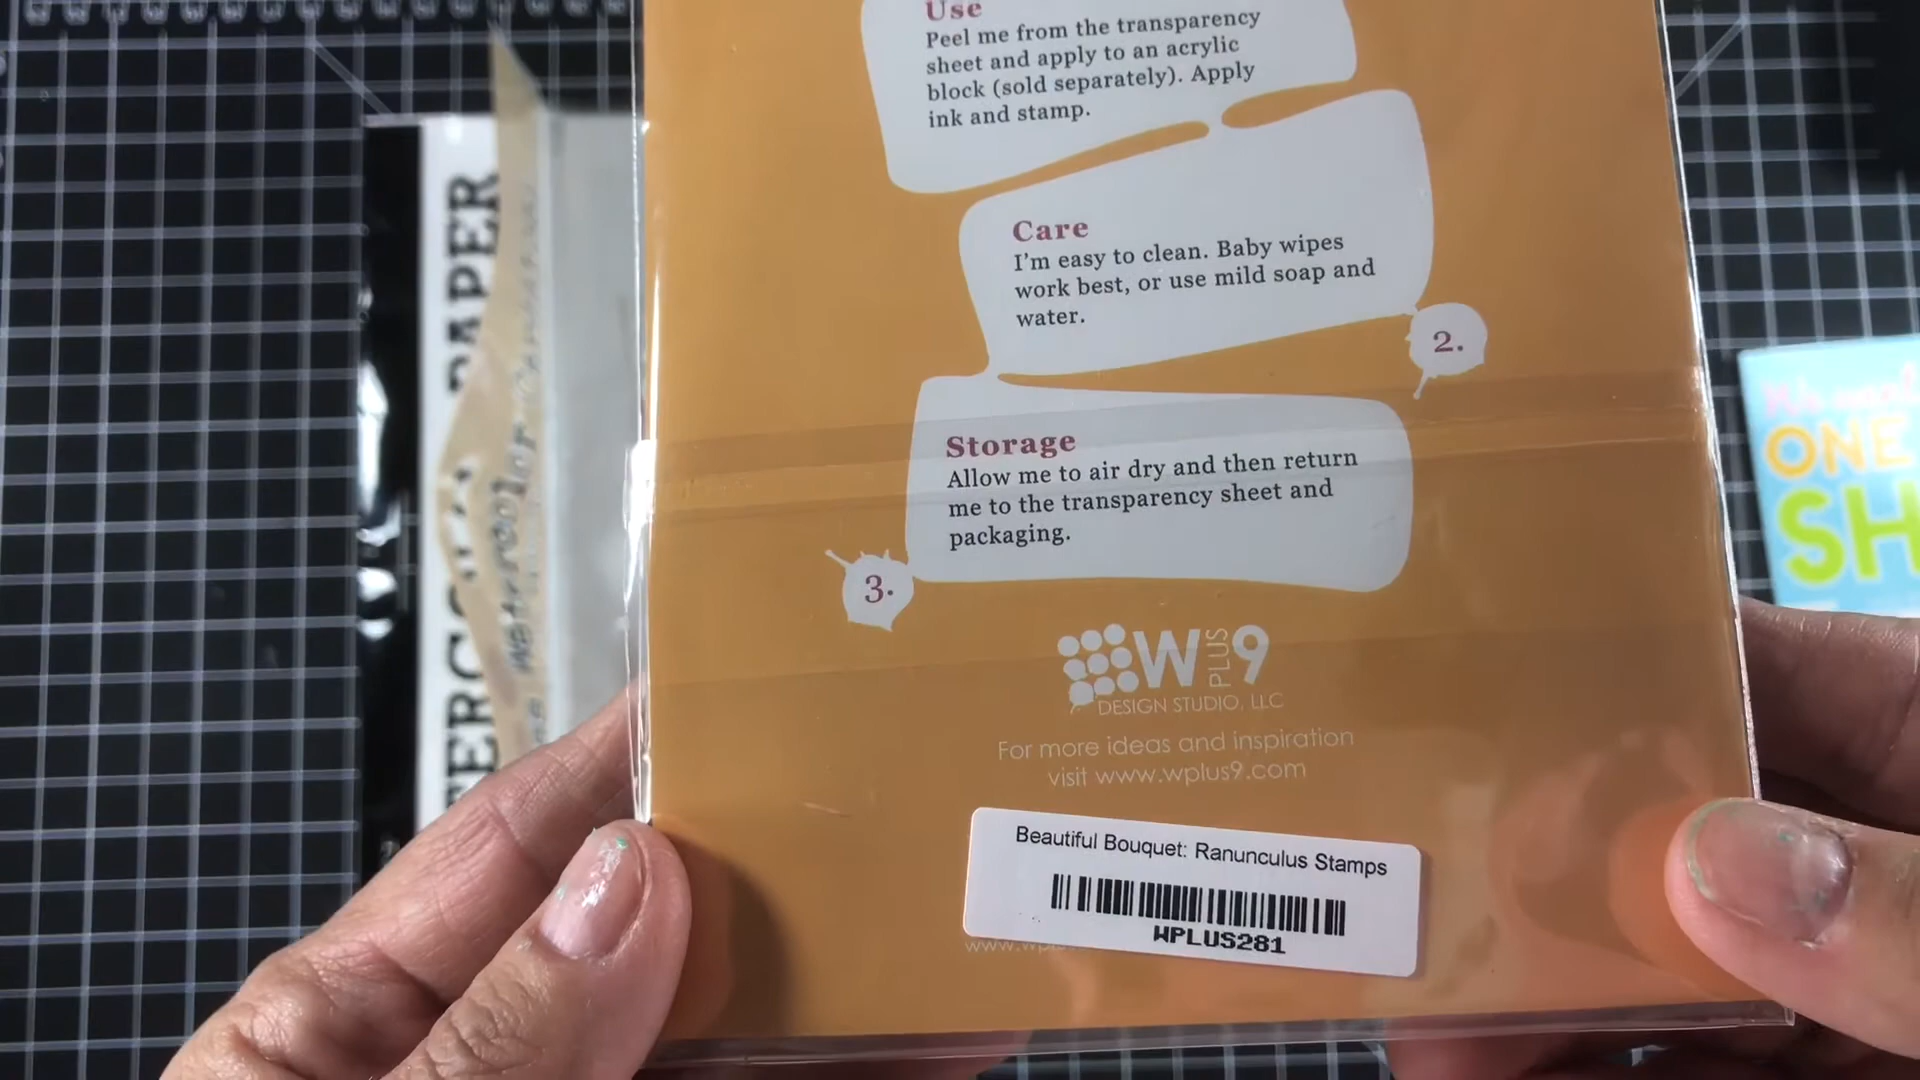 Use
Peel me from the transparency
sheet and apply to an acrylic
block (sold separately). Apply
ink and stamp.
Care
I'm easy to clean. Baby wipes
work best, or use mild soap and
water.
2.
Storage
Allow me to air dry and then return
me to the transparency sheet and
packaging.
3.
W PLUS 9
DESIGN STUDIO, LLC
For more ideas and inspiration
visit www.wplus9.com
Beautiful Bouquet: Ranunculus Stamps
WPLUS281
PAPER
ONE